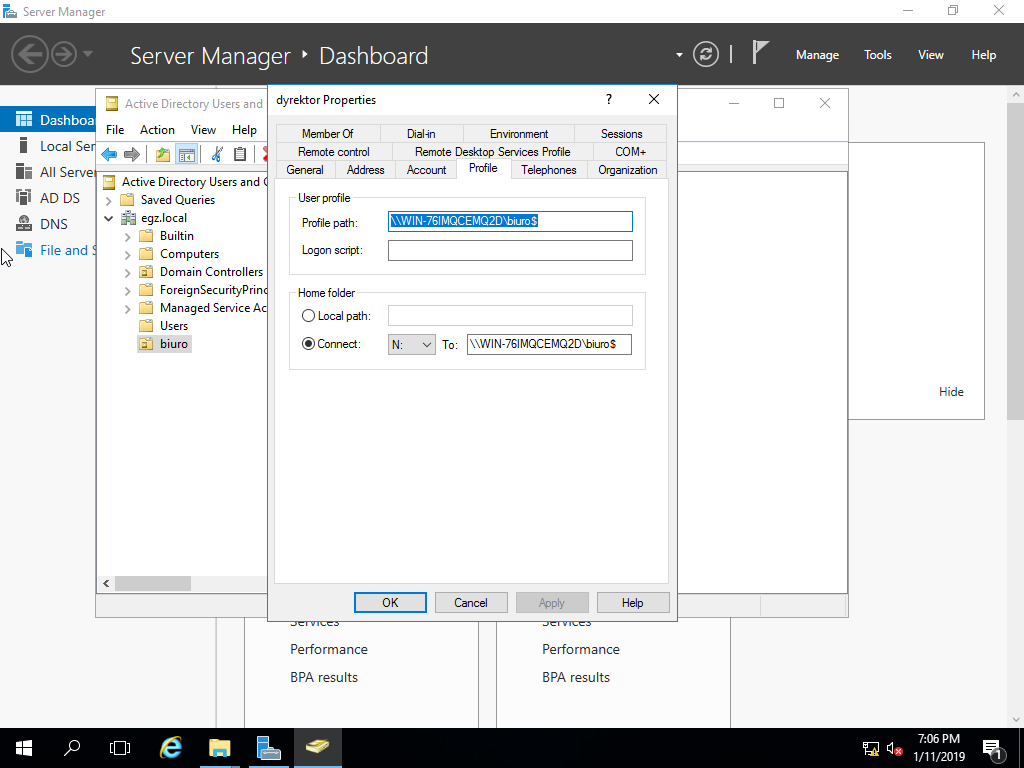 Server Manager
Server Manager ‣ Dashboard
Manage Tools View Help
Dashboa
Local Ser
All Server
AD DS
DNS
File and S
Active Directory Users and
File Action View Help
Active Directory Users and C
Saved Queries
egz.local
Builtin
Computers
Domain Controllers
ForeignSecurityPrinc
Managed Service Ac
Users
biuro
dyrektor Properties
?
Member Of Dial-in Environment Sessions
Remote control Remote Desktop Services Profile COM+
General Address Account Profile Telephones Organization
User profile
Profile path: \\WIN-76IMQCEMQ2D\biuro$
Logon script:
Home folder
Local path:
Connect: N: To: \\WIN-76IMQCEMQ2D\biuro$
OK Cancel Apply Help
Hide
Services Services
Performance Performance
BPA results BPA results
7:06 PM
1/11/2019
1